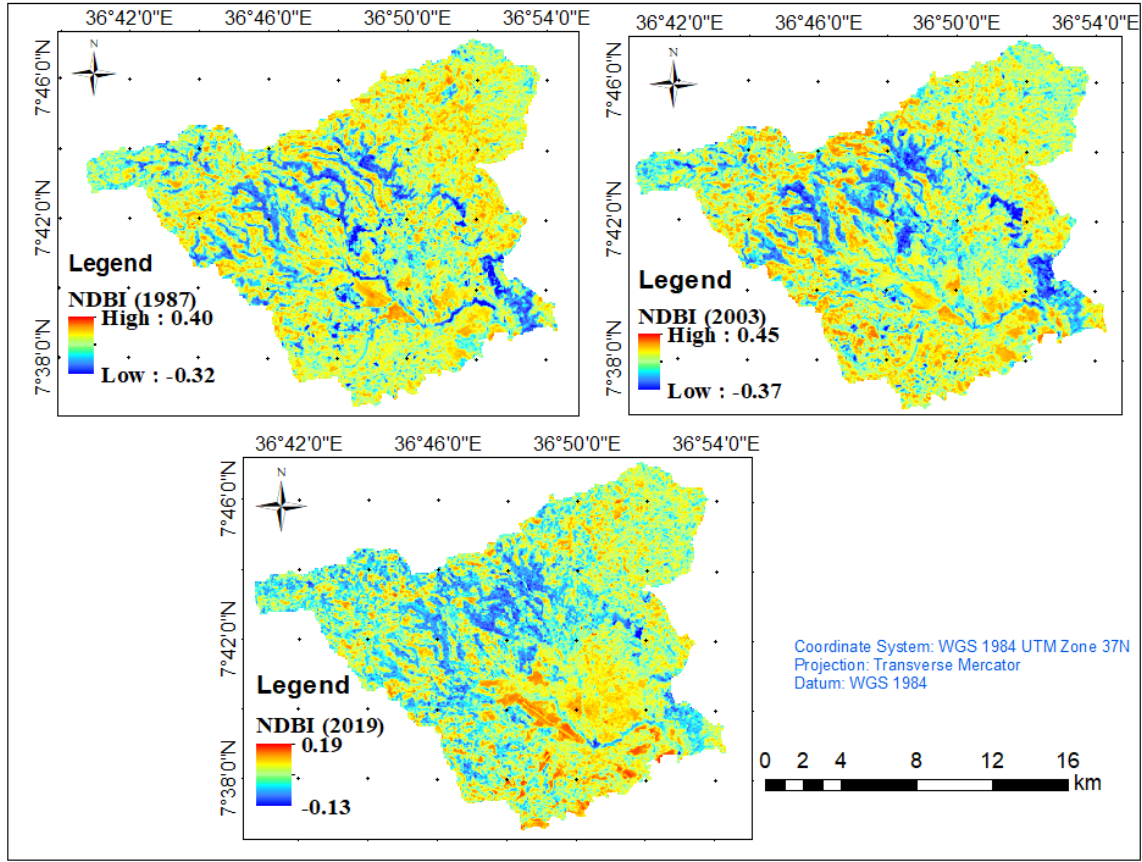 36°42'0"E 36°46'0"E 36°50'0"E 36°54'0"E
N
7°46'0"N
7°42'0"N
7°38'0"N
Legend
NDBI (1987)
High : 0.40
Low : -0.32
36°42'0"E 36°46'0"E 36°50'0"E 36°54'0"E
N
7°46'0"N
7°42'0"N
7°38'0"N
Legend
NDBI (2003)
High : 0.45
Low : -0.37
36°42'0"E 36°46'0"E 36°50'0"E 36°54'0"E
N
7°46'0"N
7°42'0"N
7°38'0"N
Legend
NDBI (2019)
0.19
-0.13
Coordinate System: WGS 1984 UTM Zone 37N
Projection: Transverse Mercator
Datum: WGS 1984
0 2 4 8 12 16
km